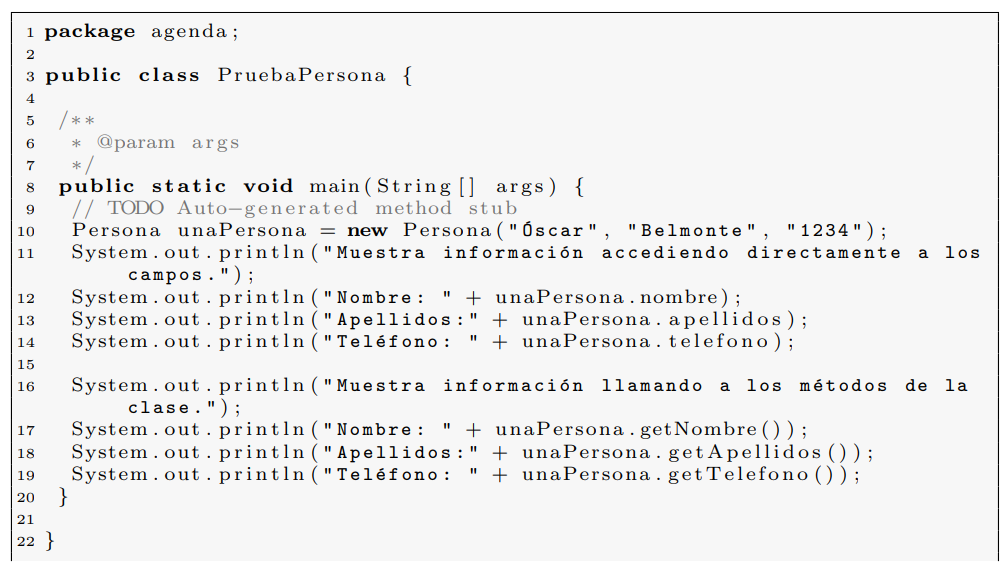 1 package agenda;
2
3 public class PruebaPersona {
4
5 /**
6 * @param args
7 */
8 public static void main(String[] args) {
9 // TODO Auto-generated method stub
10 Persona unaPersona = new Persona("Óscar", "Belmonte", "1234");
11 System.out.println("Muestra información accediendo directamente a los
campos.");
12 System.out.println("Nombre: " + unaPersona.nombre);
13 System.out.println("Apellidos:" + unaPersona.apellidos);
14 System.out.println("Teléfono: " + unaPersona.telefono);
15
16 System.out.println("Muestra información llamando a los métodos de la
clase.");
17 System.out.println("Nombre: " + unaPersona.getNombre());
18 System.out.println("Apellidos:" + unaPersona.getApellidos());
19 System.out.println("Teléfono: " + unaPersona.getTelefono());
20 }
21
22 }